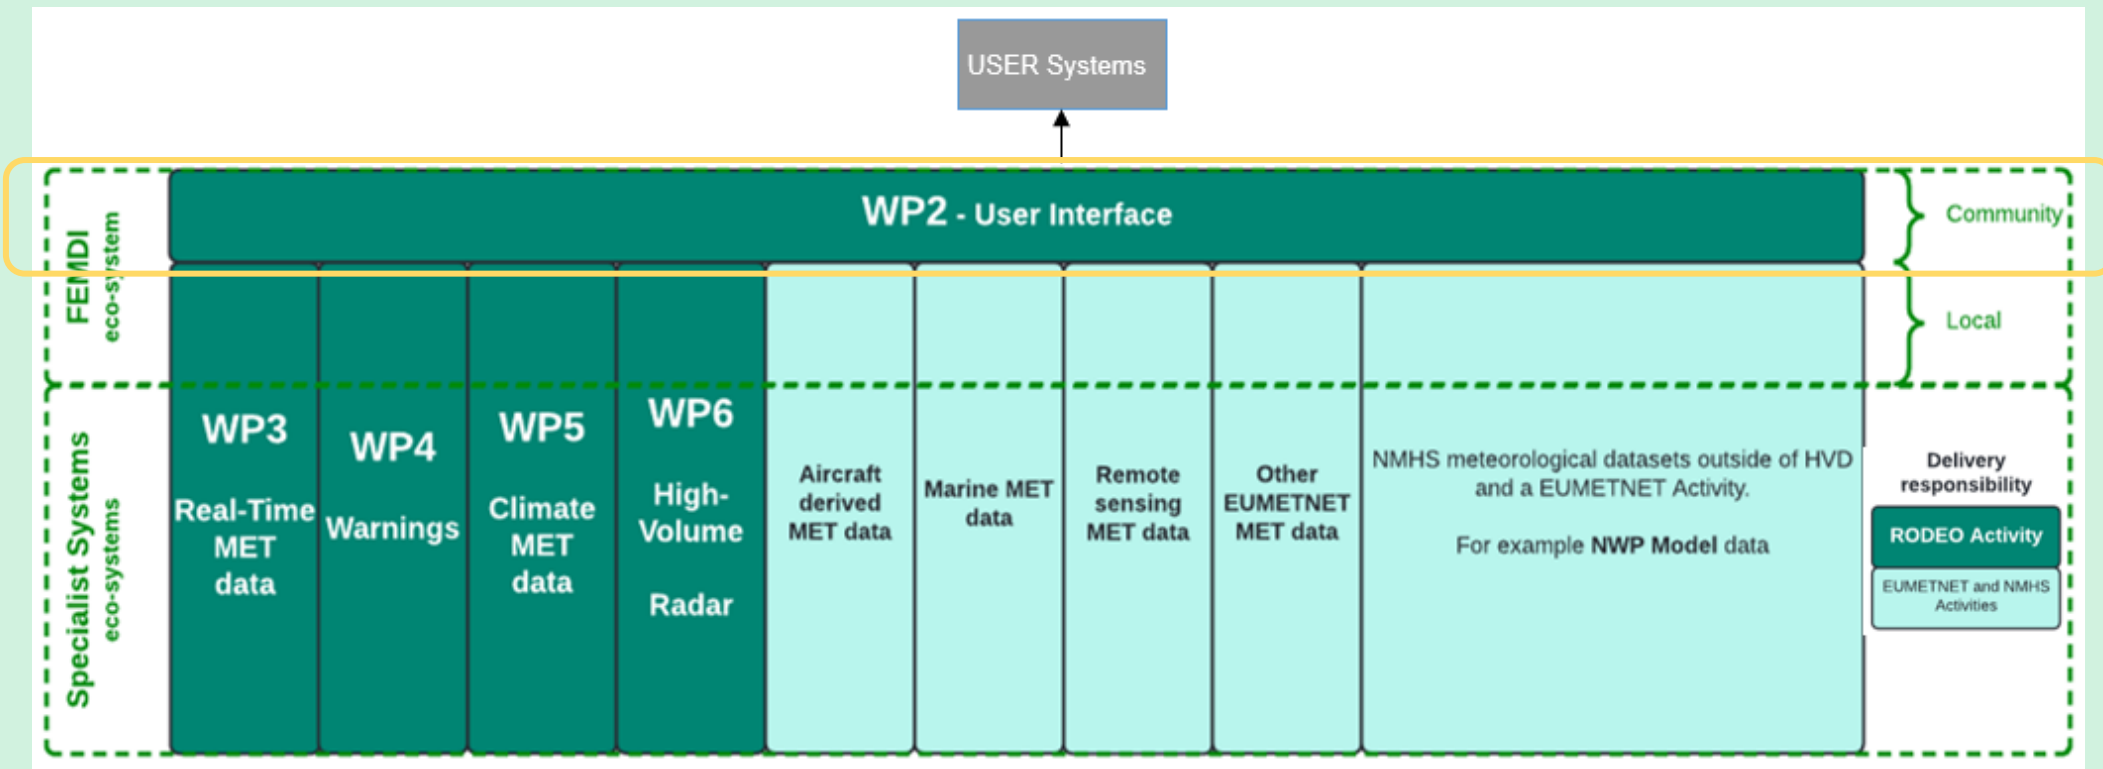 USER Systems
WP2 - User Interface
Community
FEMDI
eco-system
Local
Specialist Systems
eco-systems
WP3
Real-Time
MET
data
WP4
Warnings
WP5
Climate
MET
data
WP6
High-
Volume
Radar
Aircraft
derived
MET data
Marine MET
data
Remote
sensing
MET data
Other
EUMETNET
MET data
NMHS meteorological datasets outside of HVD
and a EUMETNET Activity.
For example NWP Model data
Delivery
responsibility
RODEO Activity
EUMETNET and NMHS
Activities